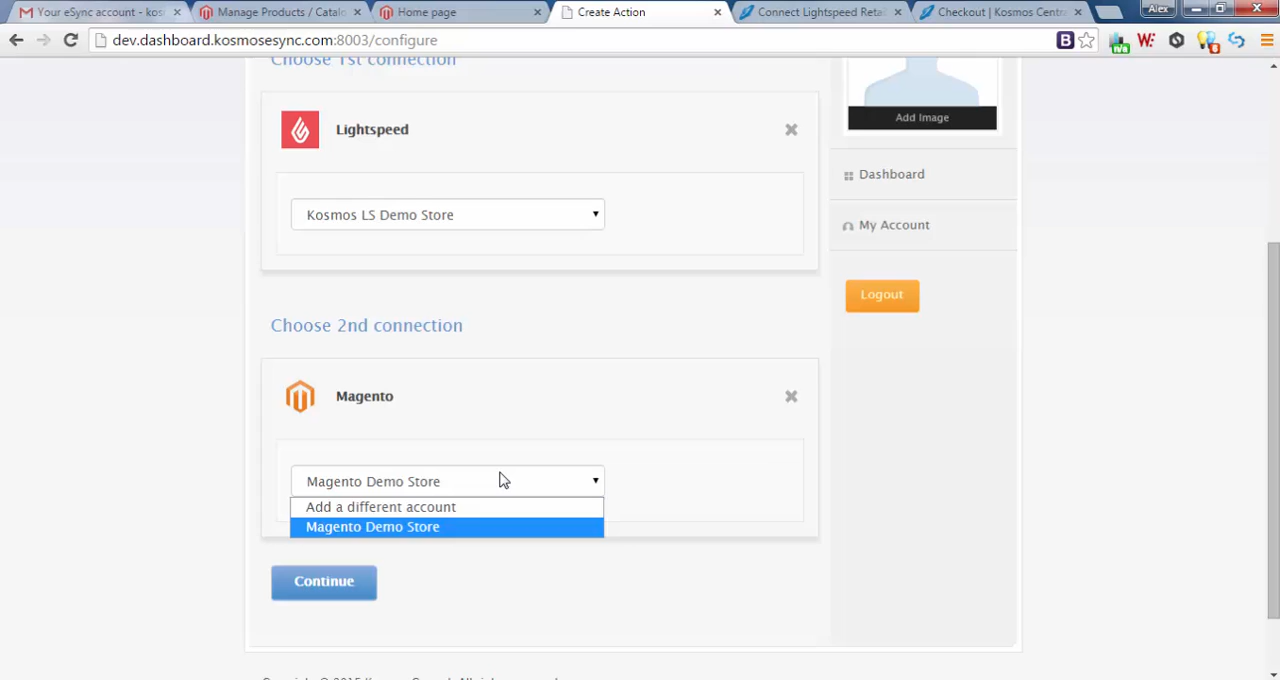 Your eSync account - kos
Manage Products / Catalo
Home page
Create Action
Connect Lightspeed Retai
Checkout | Kosmos Centra
Alex
dev.dashboard.kosmosesync.com:8003/configure
Choose 1st connection
Lightspeed
Kosmos LS Demo Store
Choose 2nd connection
Magento
Magento Demo Store
Add a different account
Magento Demo Store
Continue
Add Image
Dashboard
My Account
Logout